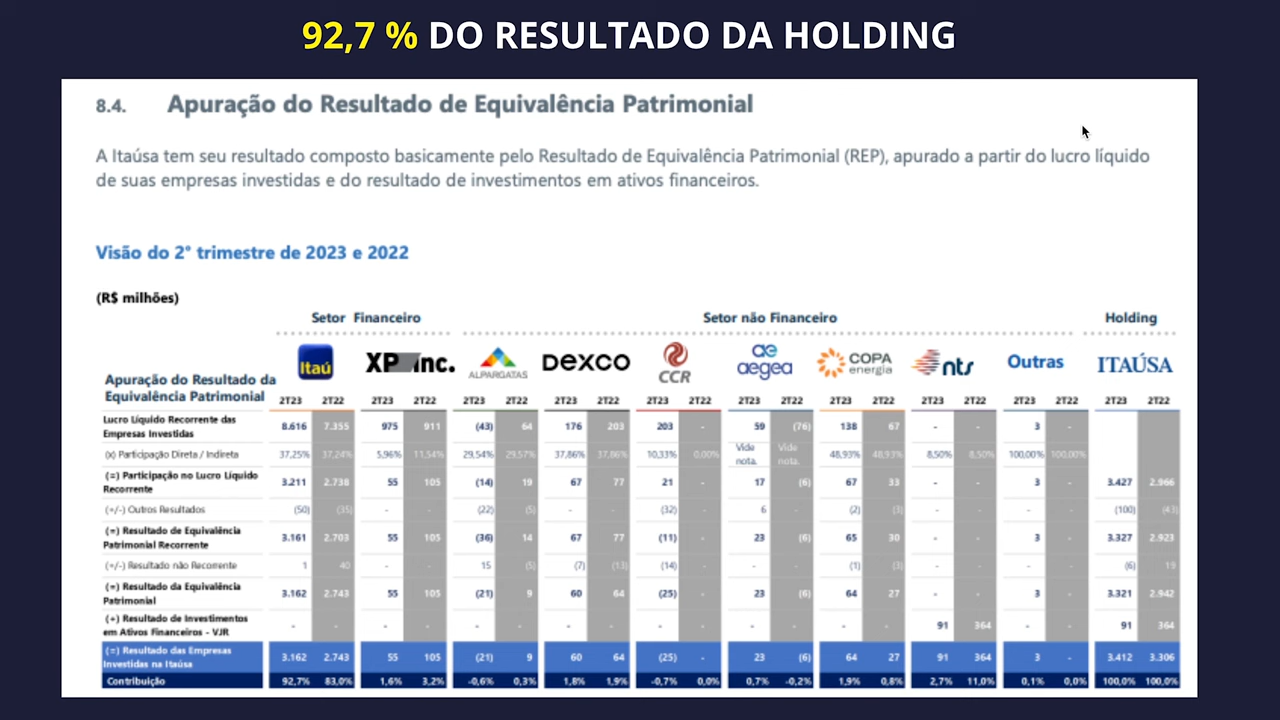 92,7 % DO RESULTADO DA HOLDING
8.4. Apuração do Resultado de Equivalência Patrimonial
A Itaúsa tem seu resultado composto basicamente pelo Resultado de Equivalência Patrimonial (REP), apurado a partir do lucro líquido
de suas empresas investidas e do resultado de investimentos em ativos financeiros.
Visão do 2° trimestre de 2023 e 2022
(R$ milhões)
Setor Financeiro Setor não Financeiro Holding
Itaú XP inc. ALPARGATAS Dexco CCR ae aegea COPA energia nts Outras ITAÚSA
Apuração do Resultado da
Equivalência Patrimonial
2T23 2T22 2T23 2T22 2T23 2T22 2T23 2T22 2T23 2T22 2T23 2T22 2T23 2T22 2T23 2T22 2T23 2T22 2T23 2T22
Lucro Líquido Recorrente das
Empresas Investidas
8.616 7.355 975 911 (43) 64 176 203 203 - 59 (76) 138 67 - - 3 -
(x) Participação Direta / Indireta 37,25% 37,24% 5,96% 11,54% 29,54% 29,57% 37,86% 37,86% 10,33% 0,00% Vide nota. Vide nota. 48,93% 48,93% 8,50% 8,50% 100,00% 100,00%
(=) Participação no Lucro Líquido
Recorrente
3.211 2.738 55 105 (14) 19 67 77 21 - 17 (6) 67 33 - - 3 - 3.427 2.966
(+/-) Outros Resultados (50) (35) - - (22) (5) - - (32) - 6 - (2) (3) - - - - (100) (43)
(=) Resultado de Equivalência
Patrimonial Recorrente
3.161 2.703 55 105 (36) 14 67 77 (11) - 23 (6) 65 30 - - 3 - 3.327 2.923
(+/-) Resultado não Recorrente 1 40 - - 15 (5) (7) (13) (14) - - - (1) (3) - - - - (6) 19
(=) Resultado da Equivalência
Patrimonial
3.162 2.743 55 105 (21) 9 60 64 (25) - 23 (6) 64 27 - - 3 - 3.321 2.942
(+) Resultado de Investimentos
em Ativos Financeiros - VJR
- - - - - - - - - - - - - - 91 364 - - 91 364
(=) Resultado das Empresas
Investidas na Itaúsa
3.162 2.743 55 105 (21) 9 60 64 (25) - 23 (6) 64 27 91 364 3 - 3.412 3.306
Contribuição 92,7% 83,0% 1,6% 3,2% -0,6% 0,3% 1,8% 1,9% -0,7% 0,0% 0,7% -0,2% 1,9% 0,8% 2,7% 11,0% 0,1% 0,0% 100,0% 100,0%